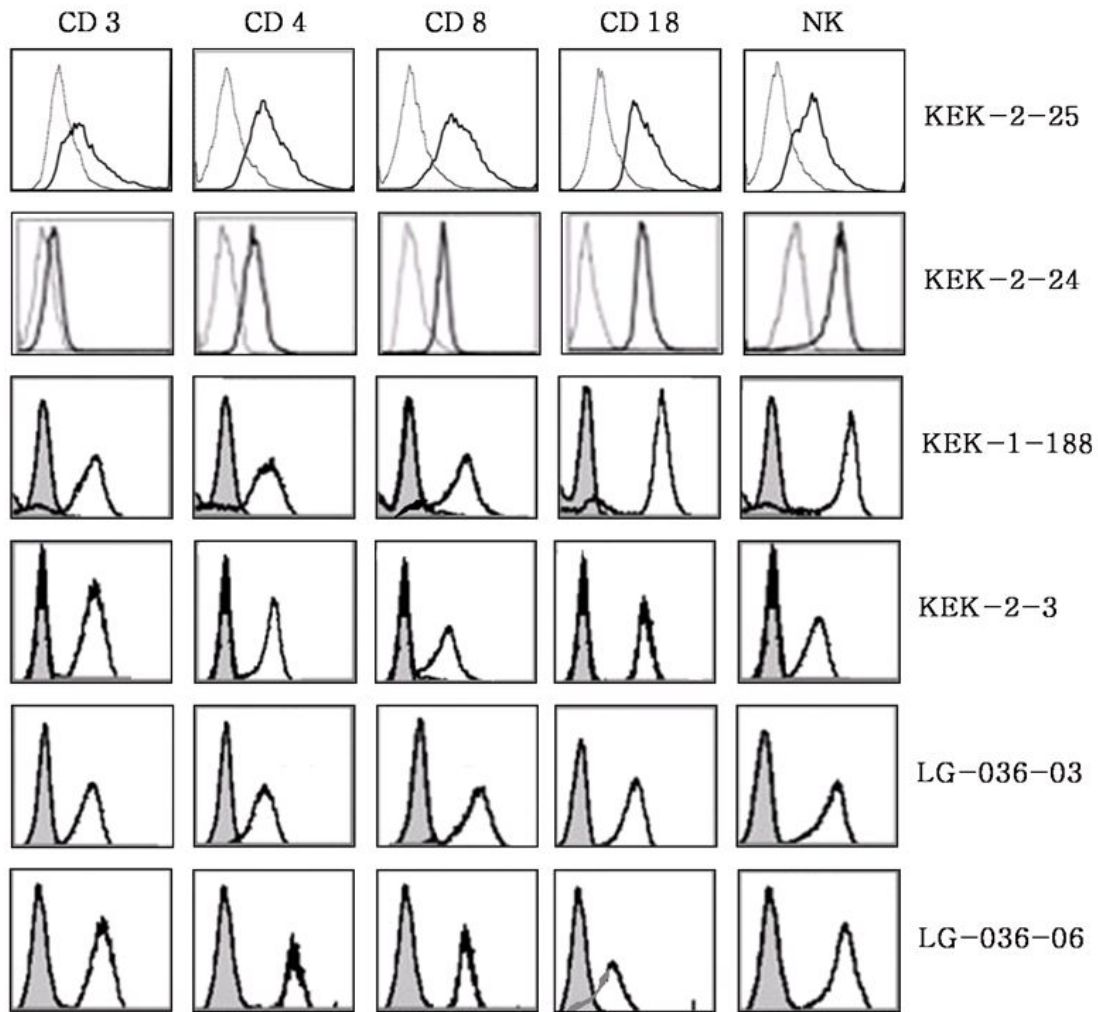 CD 3 CD 4 CD 8 CD 18 NK
KEK-2-25
KEK-2-24
KEK-1-188
KEK-2-3
LG-036-03
LG-036-06